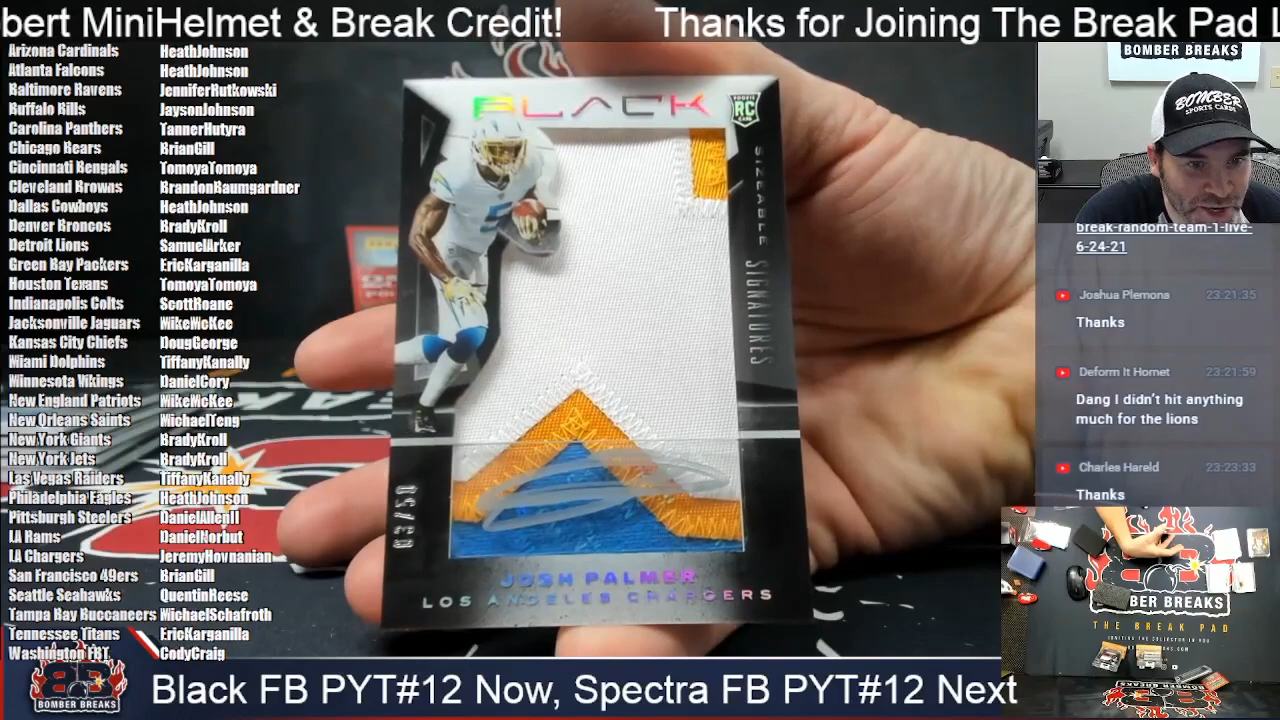 bert MiniHelmet & Break Credit! Thanks for Joining The Break Pad L
Arizona Cardinals HeathJohnson
Atlanta Falcons HeathJohnson
Baltimore Ravens JenniferRutkowski
Buffalo Bills JaysonJohnson
Carolina Panthers TannerHutyra
Chicago Bears BrianGill
Cincinnati Bengals TomoyaTomoya
Cleveland Browns BrandonBaumgardner
Dallas Cowboys HeathJohnson
Denver Broncos BradyKroll
Detroit Lions SamuelArker
Green Bay Packers EricKarganilla
Houston Texans TomoyaTomoya
Indianapolis Colts ScottRoane
Jacksonville Jaguars MikeMcKee
Kansas City Chiefs DougGeorge
Miami Dolphins TiffanyKanally
Minnesota Vikings DanielCory
New England Patriots MikeMcKee
New Orleans Saints MichaelTeng
New York Giants BradyKroll
New York Jets BradyKroll
Las Vegas Raiders TiffanyKanally
Philadelphia Eagles HeathJohnson
Pittsburgh Steelers DanielAllenII
LA Rams DanielNorbut
LA Chargers JeremyHovnanian
San Francisco 49ers BrianGill
Seattle Seahawks QuentinReese
Tampa Bay Buccaneers MichaelSchafroth
Tennessee Titans EricKarganilla
Washington FBT CodyCraig
BLACK
RC
SIZEABLE SIGNATURES
5
03/50
JOSH PALMER
LOS ANGELES CHARGERS
BOMBER BREAKS
BOMBER
SPORTS CARDS
break-random-team-1-live-
6-24-21
Joshua Plemons 23:21:35
Thanks
Deform It Hornet 23:21:59
Dang I didn't hit anything
much for the lions
Charles Hareld 23:23:33
Thanks
BER BREAKS
THE BREAK PAD
BOMBER BREAKS
BOMBER BREAKS
Black FB PYT#12 Now, Spectra FB PYT#12 Next